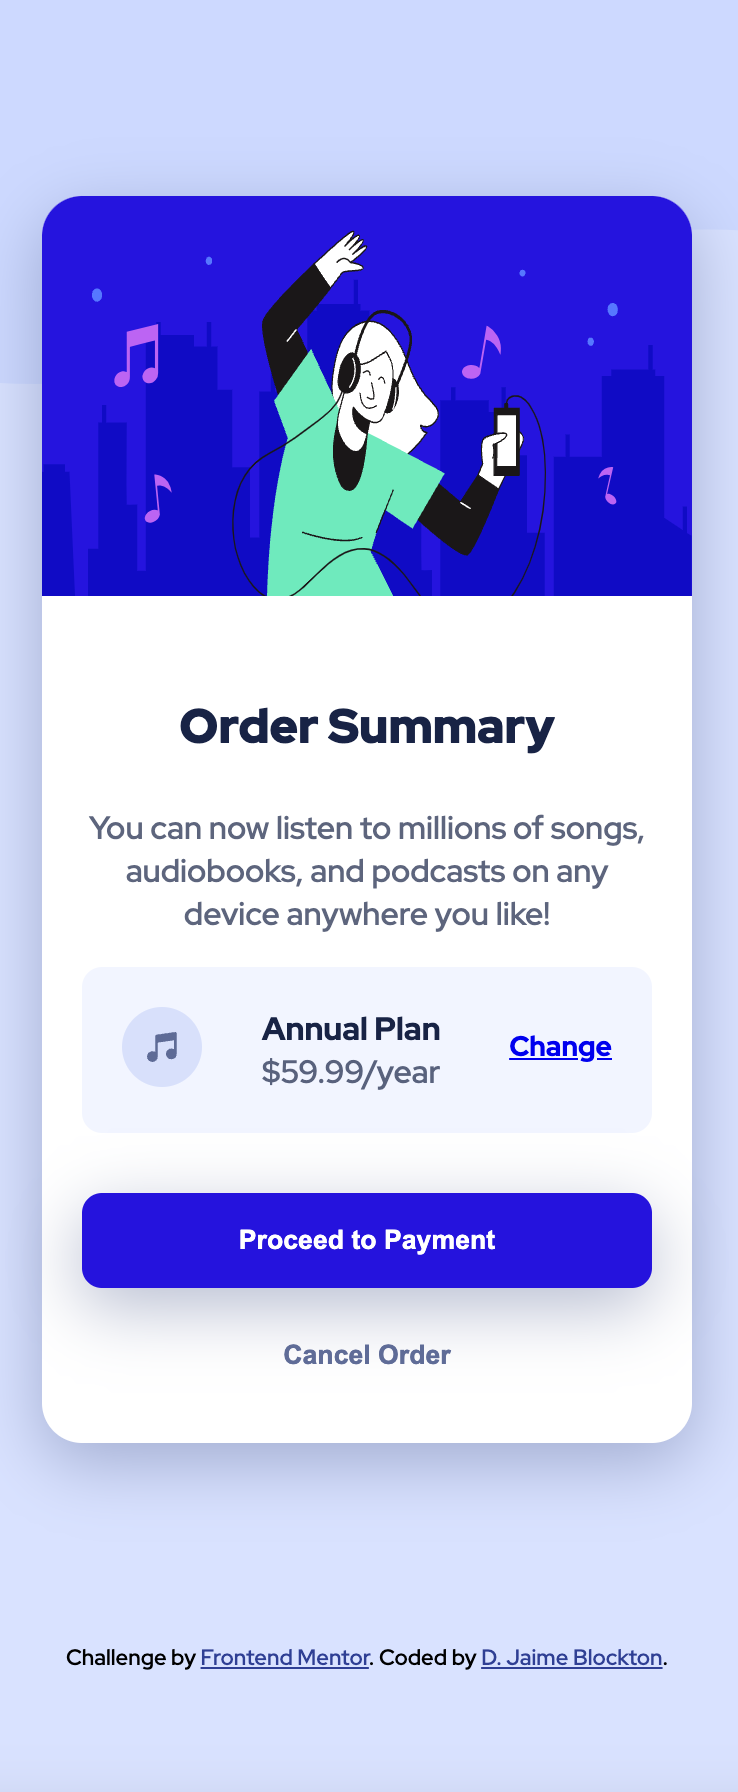 Order Summary
You can now listen to millions of songs,
audiobooks, and podcasts on any
device anywhere you like!
Annual Plan
$59.99/year
Change
Proceed to Payment
Cancel Order
Challenge by Frontend Mentor. Coded by D. Jaime Blockton.